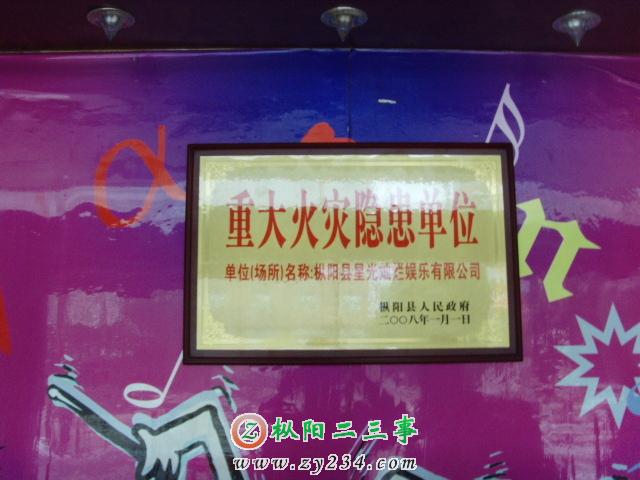 重大火灾隐患单位
单位(场所)名称:枞阳县星光灿烂娱乐有限公司
枞阳县人民政府
二〇〇八年一月一日
枞阳二三事
www.zy234.com